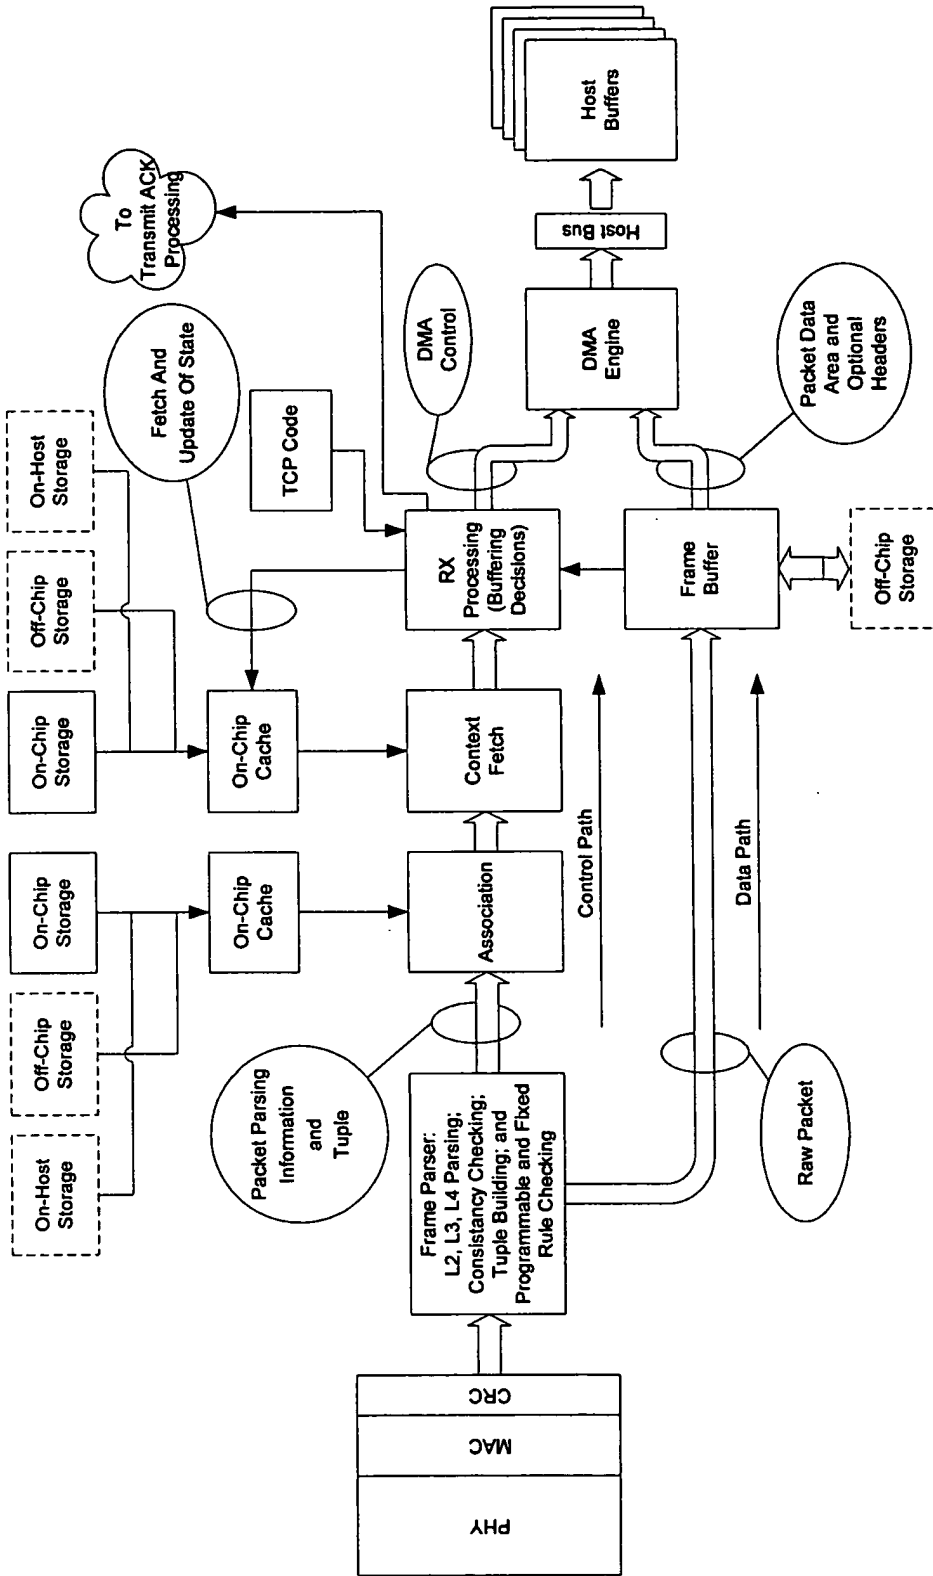 On-Host
Storage
Off-Chip
Storage
On-Chip
Storage
On-Chip
Storage
Off-Chip
Storage
On-Host
Storage
On-Chip
Cache
On-Chip
Cache
Fetch And
Update Of State
To
Transmit ACK
Processing
Packet Parsing
Information
and
Tuple
TCP Code
DMA
Control
PHY
MAC
CRC
Frame Parser:
L2, L3, L4 Parsing;
Consistancy Checking;
Tuple Building; and
Programmable and Fixed
Rule Checking
Association
Context
Fetch
RX
Processing
(Buffering
Decisions)
DMA
Engine
Host Bus
Host
Buffers
Control Path
Frame
Buffer
Data Path
Raw Packet
Off-Chip
Storage
Packet Data
Area and
Optional
Headers